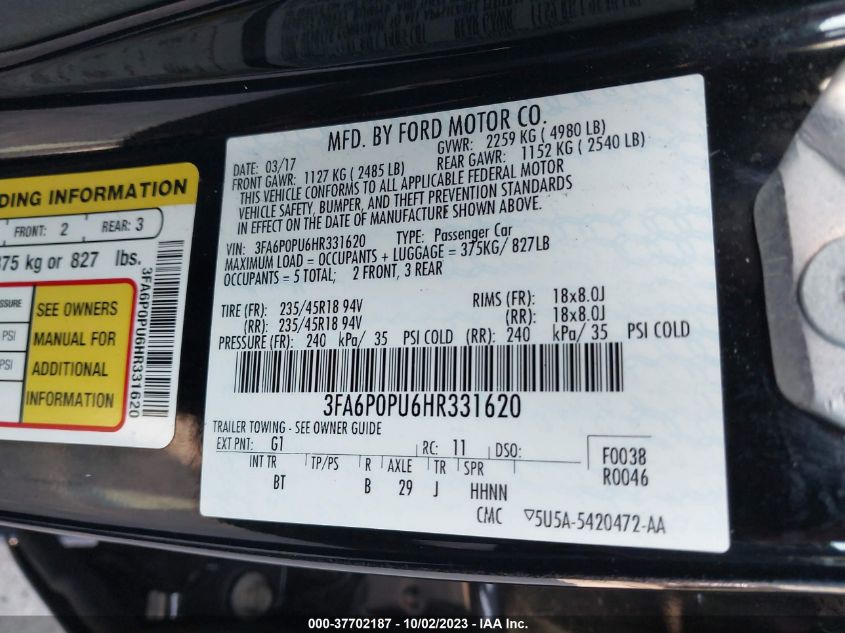 DING INFORMATION
FRONT: 2 REAR: 3
375 kg or 827 lbs.
SSURE
PSI
PSI
SEE OWNERS
MANUAL FOR
ADDITIONAL
INFORMATION
3FA6P0PU6HR331620
MFD. BY FORD MOTOR CO.
DATE: 03/17 GVWR: 2259 KG ( 4980 LB)
FRONT GAWR: 1127 KG ( 2485 LB) REAR GAWR: 1152 KG ( 2540 LB)
THIS VEHICLE CONFORMS TO ALL APPLICABLE FEDERAL MOTOR
VEHICLE SAFETY, BUMPER, AND THEFT PREVENTION STANDARDS
IN EFFECT ON THE DATE OF MANUFACTURE SHOWN ABOVE.
VIN: 3FA6P0PU6HR331620 TYPE: Passenger Car
MAXIMUM LOAD = OCCUPANTS + LUGGAGE = 375KG/ 827LB
OCCUPANTS = 5 TOTAL; 2 FRONT, 3 REAR
TIRE (FR): 235/45R18 94V RIMS (FR): 18x8.0J
(RR): 235/45R18 94V (RR): 18x8.0J
PRESSURE (FR): 240 kPa/ 35 PSI COLD (RR): 240 kPa/ 35 PSI COLD
3FA6P0PU6HR331620
TRAILER TOWING - SEE OWNER GUIDE
EXT PNT: G1 RC: 11 DSO: F0038
INT TR TP/PS R AXLE TR SPR R0046
BT B 29 J HHNN
CMC ▽5U5A-5420472-AA
000-37702187 - 10/02/2023 - IAAI Inc.